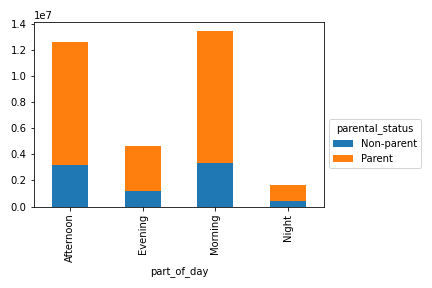 1e7
1.4
1.2
1.0
0.8
0.6
0.4
0.2
0.0
Afternoon
Evening
Morning
Night
part_of_day
parental_status
Non-parent
Parent